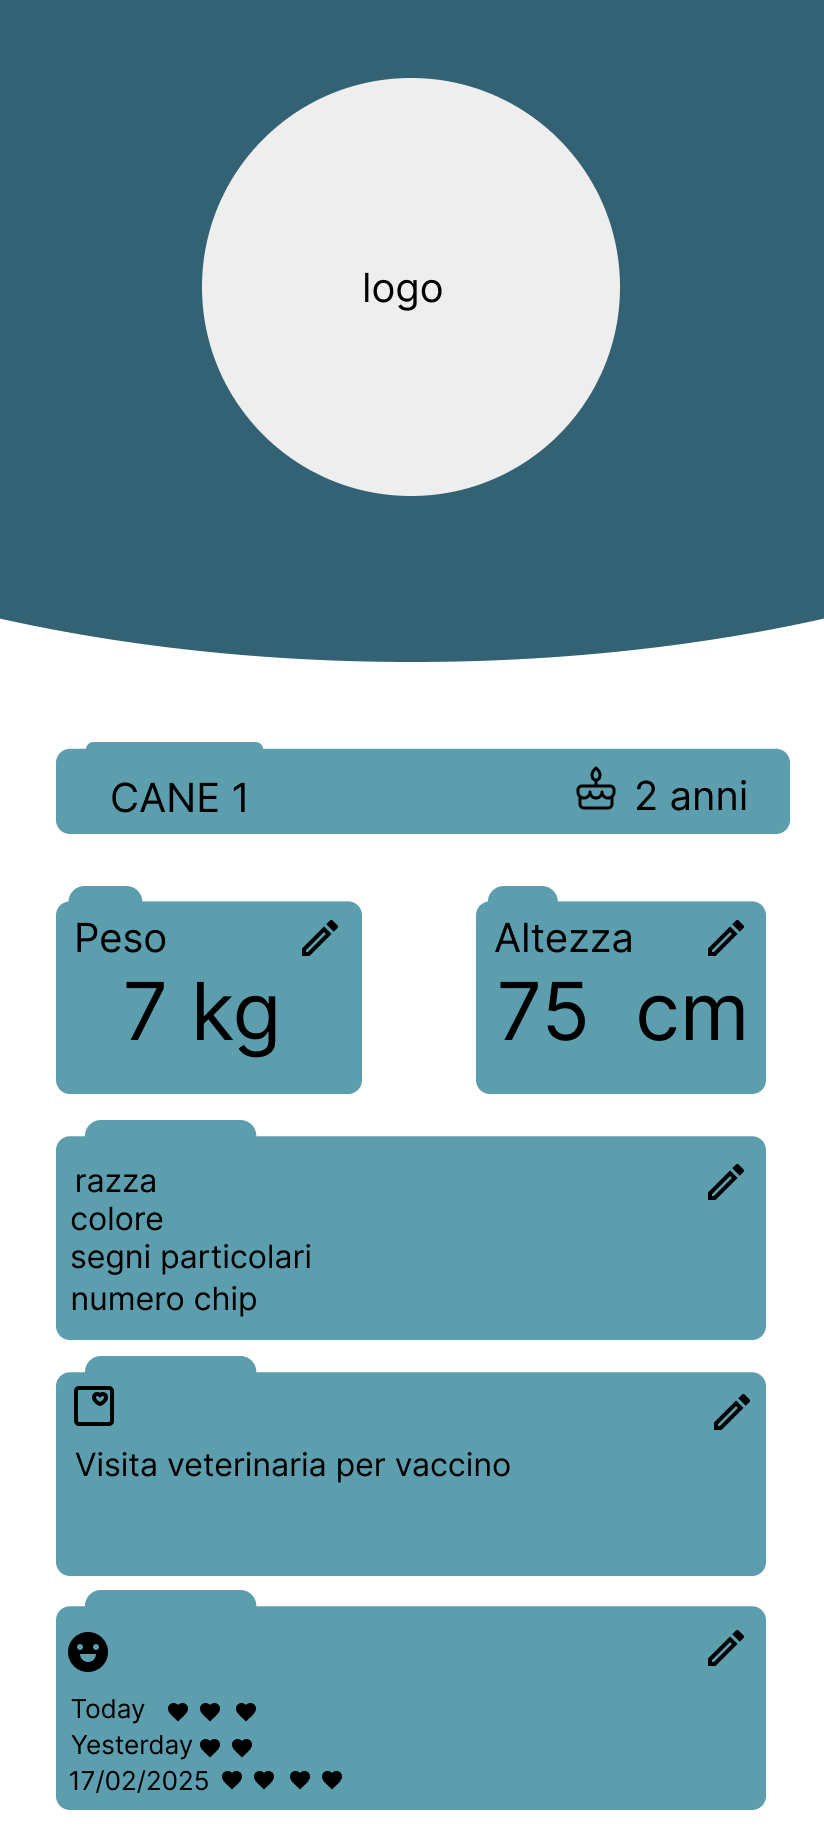 logo
CANE 1
2 anni
Peso
7 kg
Altezza
75 cm
razza
colore
segni particolari
numero chip
Visita veterinaria per vaccino
Today
Yesterday
17/02/2025